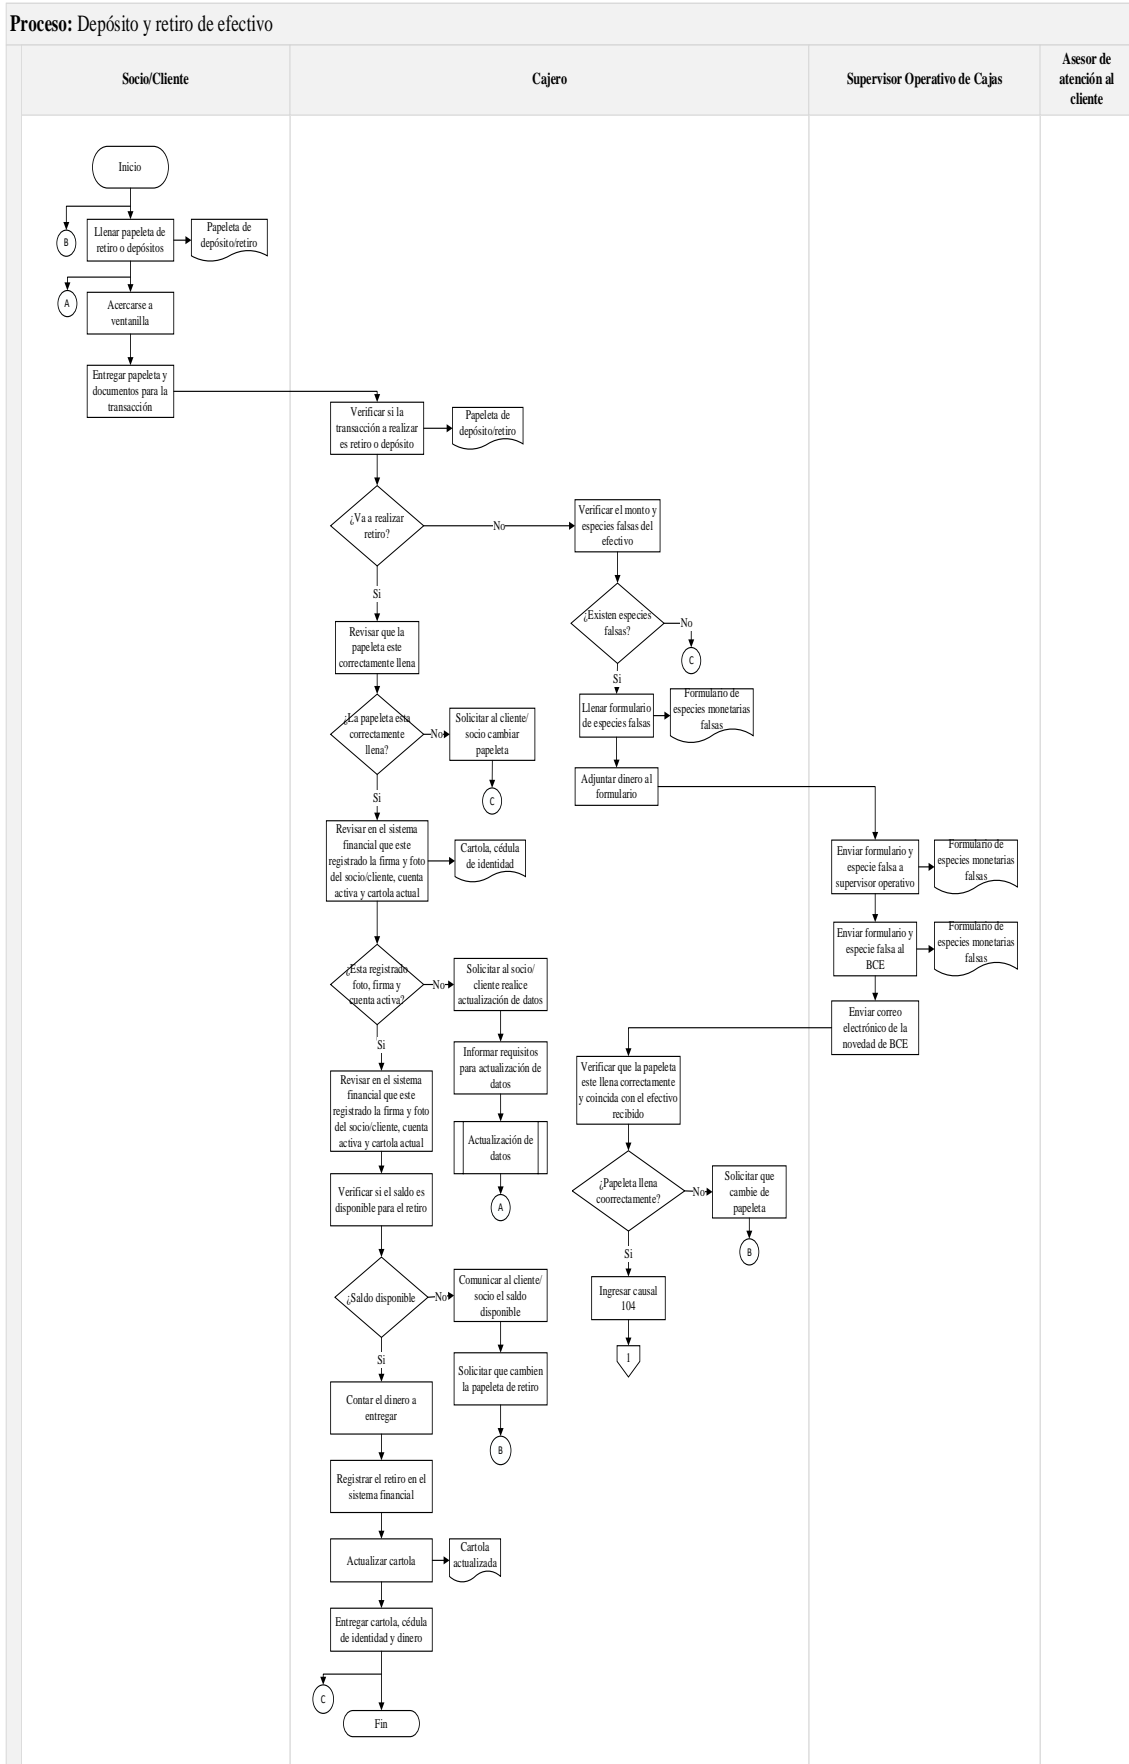 Proceso: Depósito y retiro de efectivo
Socio/Cliente
Cajero
Supervisor Operativo de Cajas
Asesor de
atención al
cliente
Inicio
B
Llenar papeleta de
retiro o depósitos
Papeleta de
depósito/retiro
A
Acercarse a
ventanilla
Entregar papeleta y
documentos para la
transacción
Verificar si la
transacción a realizar
es retiro o depósito
Papeleta de
depósito/retiro
¿Va a realizar
retiro?
No
Verificar el monto y
especies falsas del
efectivo
Si
¿Existen especies
falsas?
No
C
Revisar que la
papeleta este
correctamente llena
Si
Llenar formulario
de especies falsas
Formulario de
especies monetarias
falsas
¿La papeleta esta
correctamente
llena?
No
Solicitar al cliente/
socio cambiar
papeleta
C
Adjuntar dinero al
formulario
Si
Revisar en el sistema
financial que este
registrado la firma y foto
del socio/cliente, cuenta
activa y cartola actual
Cartola, cédula
de identidad
Enviar formulario y
especie falsa a
supervisor operativo
Formulario de
especies monetarias
falsas
Enviar formulario y
especie falsa al
BCE
Formulario de
especies monetarias
falsas
¿Esta registrado
foto, firma y
cuenta activa?
No
Solicitar al socio/
cliente realice
actualización de datos
Enviar correo
electrónico de la
novedad de BCE
Si
Informar requisitos
para actualización de
datos
Verificar que la papeleta
este llena correctamente
y coincida con el efectivo
recibido
Revisar en el sistema
financial que este
registrado la firma y foto
del socio/cliente, cuenta
activa y cartola actual
Actualización de
datos
A
¿Papeleta llena
coorrectamente?
No
Solicitar que
cambie de
papeleta
B
Verificar si el saldo es
disponible para el retiro
Si
Ingresar causal
104
1
¿Saldo disponible
No
Comunicar al cliente/
socio el saldo
disponible
Si
Solicitar que cambien
la papeleta de retiro
B
Contar el dinero a
entregar
Registrar el retiro en el
sistema financial
Actualizar cartola
Cartola
actualizada
Entregar cartola, cédula
de identidad y dinero
C
Fin